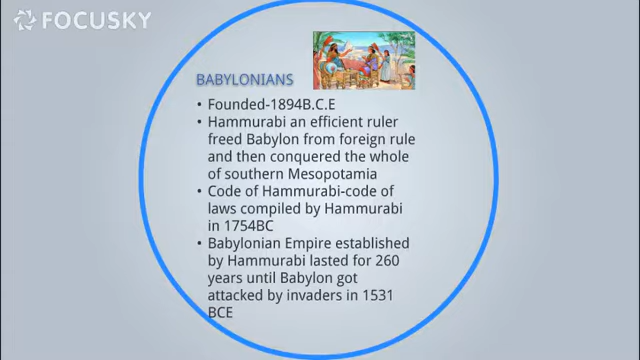 FOCUSKY
BABYLONIANS
• Founded-1894B.C.E
• Hammurabi an efficient ruler
freed Babylon from foreign rule
and then conquered the whole
of southern Mesopotamia
• Code of Hammurabi-code of
laws compiled by Hammurabi
in 1754BC
• Babylonian Empire established
by Hammurabi lasted for 260
years until Babylon got
attacked by invaders in 1531
BCE